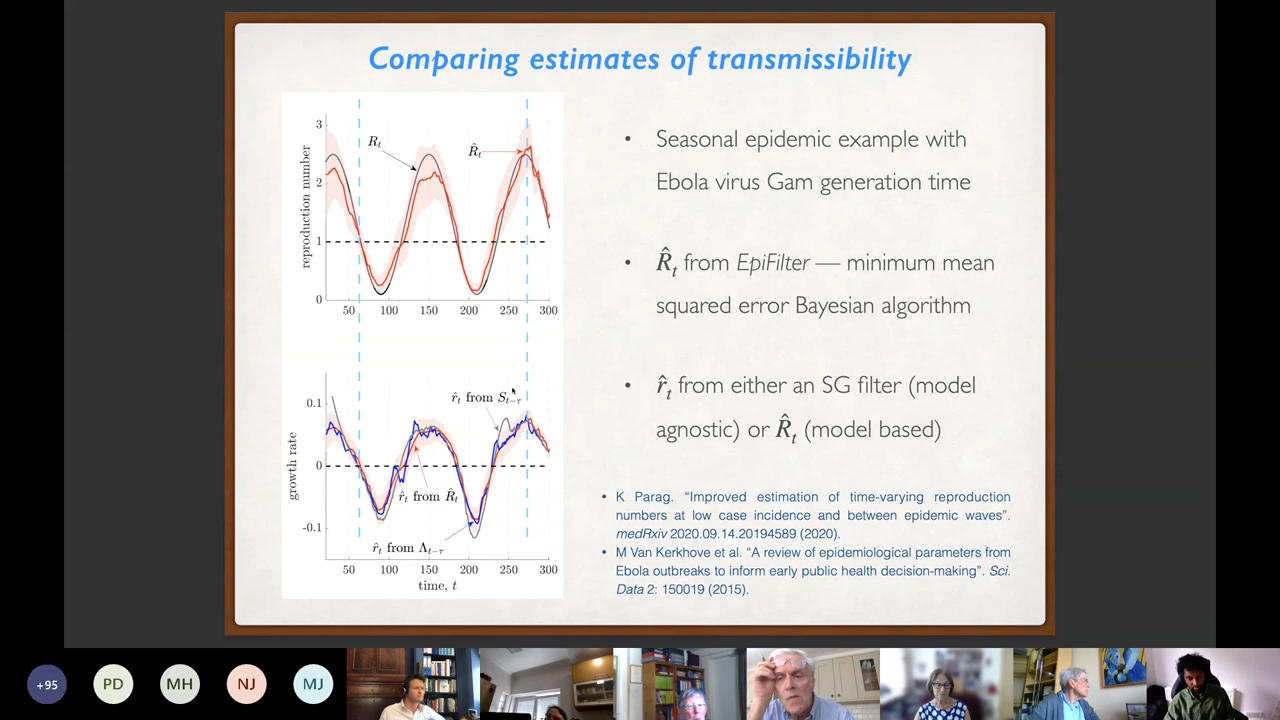 Comparing estimates of transmissibility
3
2
1
0
reproduction number
R_t
R̂_t
50 100 150 200 250 300
0.1
0
-0.1
growth rate
r̂_t from S_{t−τ}
r̂_t from R̂_t
r̂_t from Λ_{t−τ}
50 100 150 200 250 300
time, t
• Seasonal epidemic example with
Ebola virus Gam generation time
• R̂_t from EpiFilter — minimum mean
squared error Bayesian algorithm
• r̂_t from either an SG filter (model
agnostic) or R̂_t (model based)
• K Parag. “Improved estimation of time-varying reproduction
numbers at low case incidence and between epidemic waves”.
medRxiv 2020.09.14.20194589 (2020).
• M Van Kerkhove et al. “A review of epidemiological parameters from
Ebola outbreaks to inform early public health decision-making”. Sci.
Data 2: 150019 (2015).
+95 PD MH NJ MJ